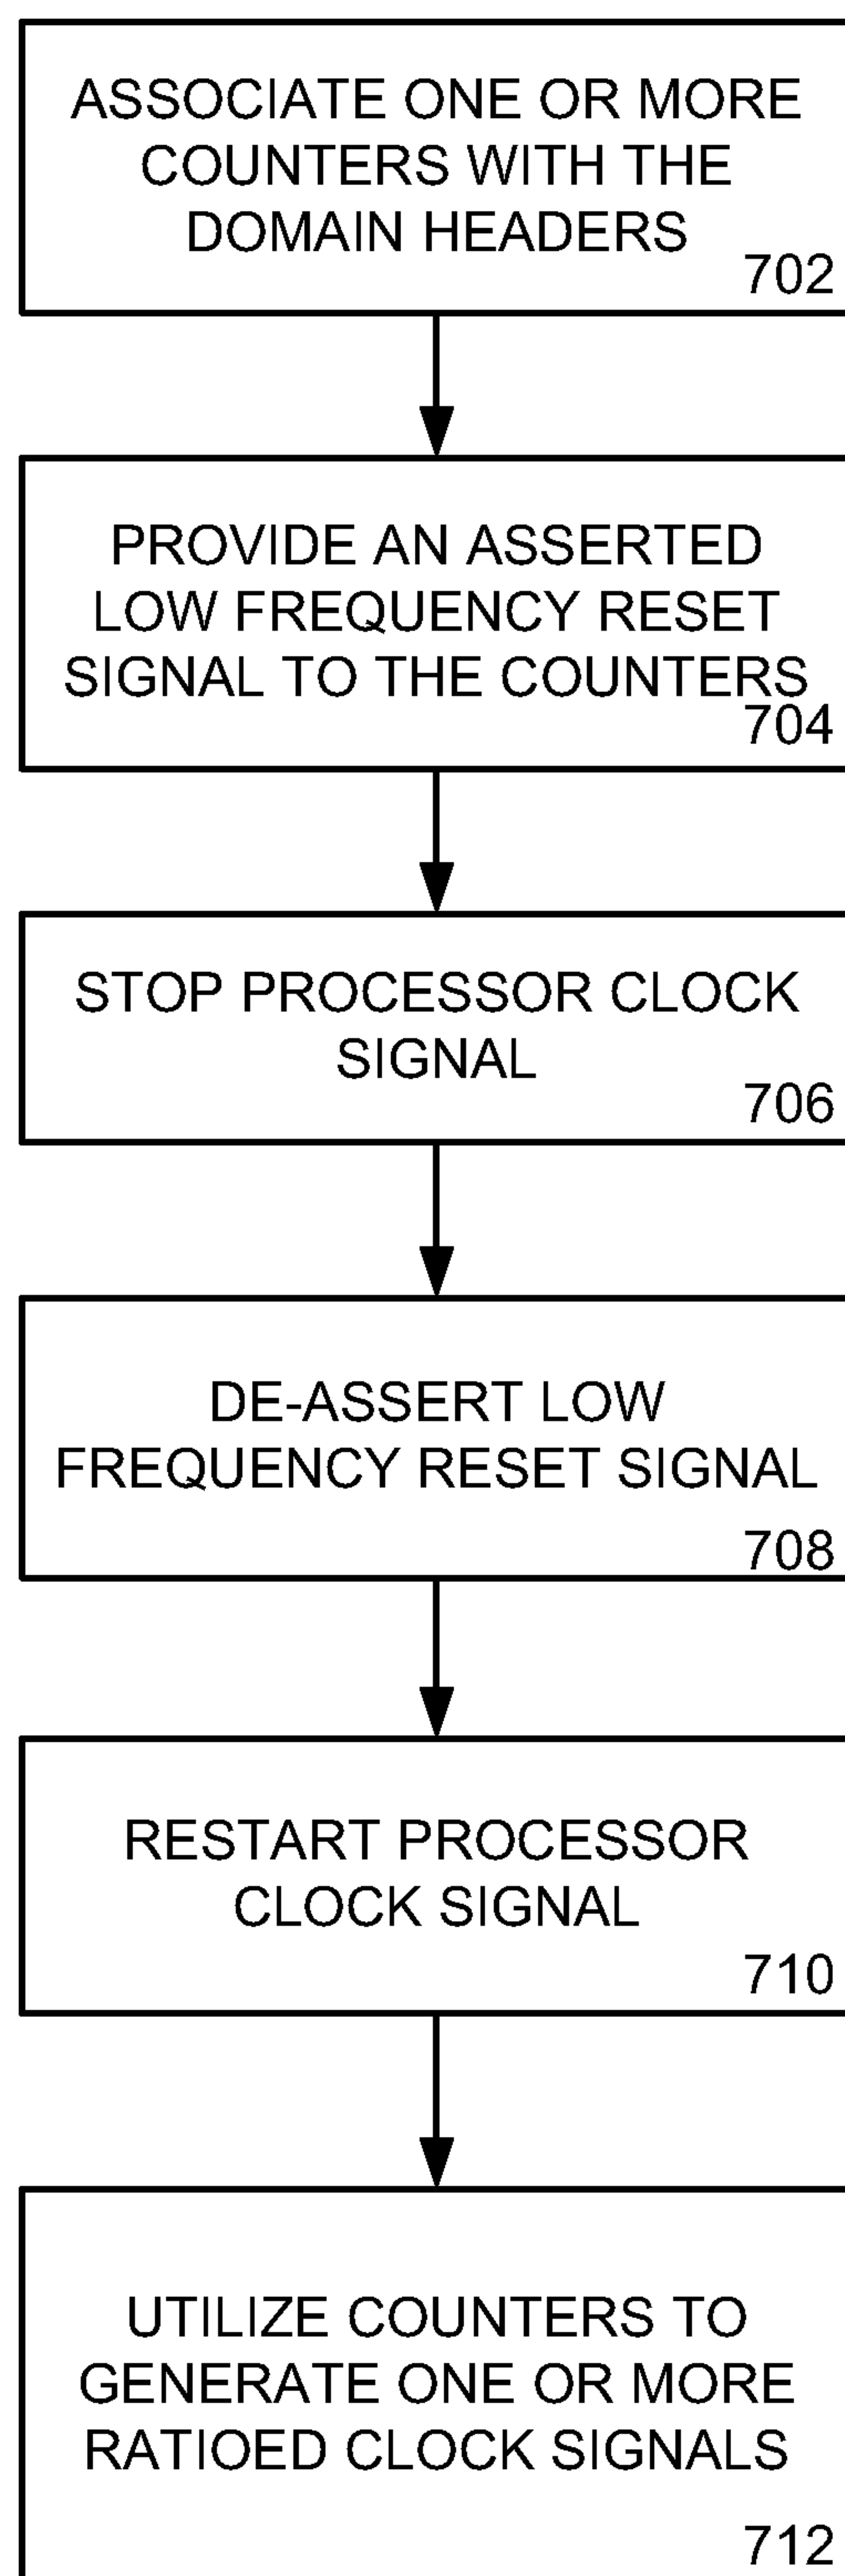 ASSOCIATE ONE OR MORE
COUNTERS WITH THE
DOMAIN HEADERS
702
PROVIDE AN ASSERTED
LOW FREQUENCY RESET
SIGNAL TO THE COUNTERS
704
STOP PROCESSOR CLOCK
SIGNAL
706
DE-ASSERT LOW
FREQUENCY RESET SIGNAL
708
RESTART PROCESSOR
CLOCK SIGNAL
710
UTILIZE COUNTERS TO
GENERATE ONE OR MORE
RATIOED CLOCK SIGNALS
712